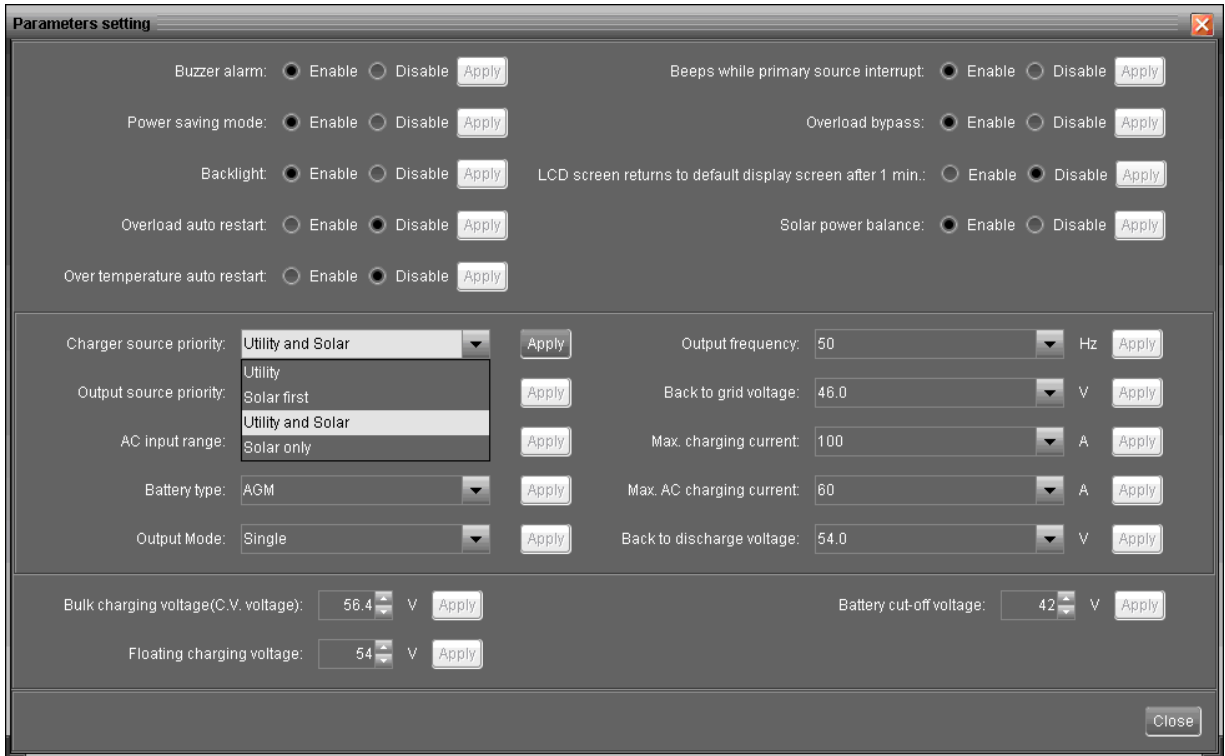 Parameters setting
Buzzer alarm: Enable Disable Apply Beeps while primary source interrupt: Enable Disable Apply
Power saving mode: Enable Disable Apply Overload bypass: Enable Disable Apply
Backlight: Enable Disable Apply LCD screen returns to default display screen after 1 min.: Enable Disable Apply
Overload auto restart: Enable Disable Apply Solar power balance: Enable Disable Apply
Over temperature auto restart: Enable Disable Apply
Charger source priority: Utility and Solar Apply Output frequency: 50 Hz Apply
Utility
Output source priority: Solar first Apply Back to grid voltage: 46.0 V Apply
Utility and Solar
AC input range: Solar only Apply Max. charging current: 100 A Apply
Battery type: AGM Apply Max. AC charging current: 60 A Apply
Output Mode: Single Apply Back to discharge voltage: 54.0 V Apply
Bulk charging voltage(C.V. voltage): 56.4 V Apply Battery cut-off voltage: 42 V Apply
Floating charging voltage: 54 V Apply
Close